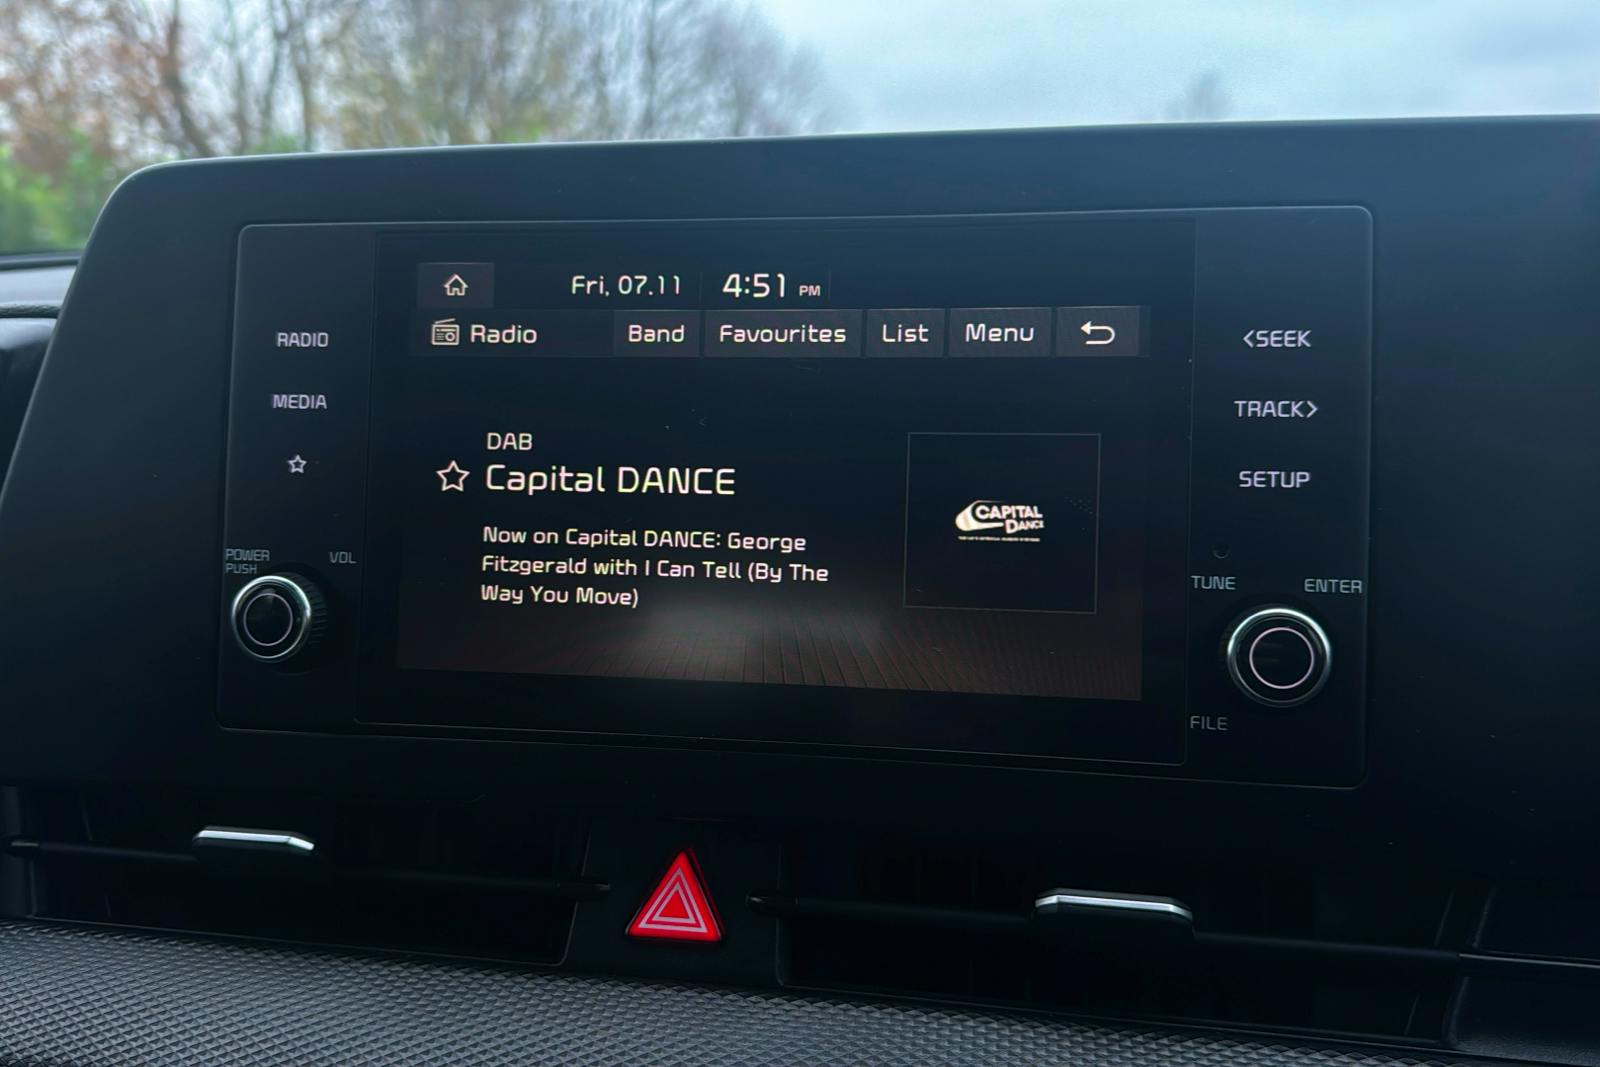 Fri, 07.11 4:51 PM
Radio Band Favourites List Menu
RADIO
MEDIA
POWER
PUSH
VOL
DAB
Capital DANCE
Now on Capital DANCE: George
Fitzgerald with I Can Tell (By The
Way You Move)
CAPITAL
DANCE
<SEEK
TRACK>
SETUP
TUNE
ENTER
FILE